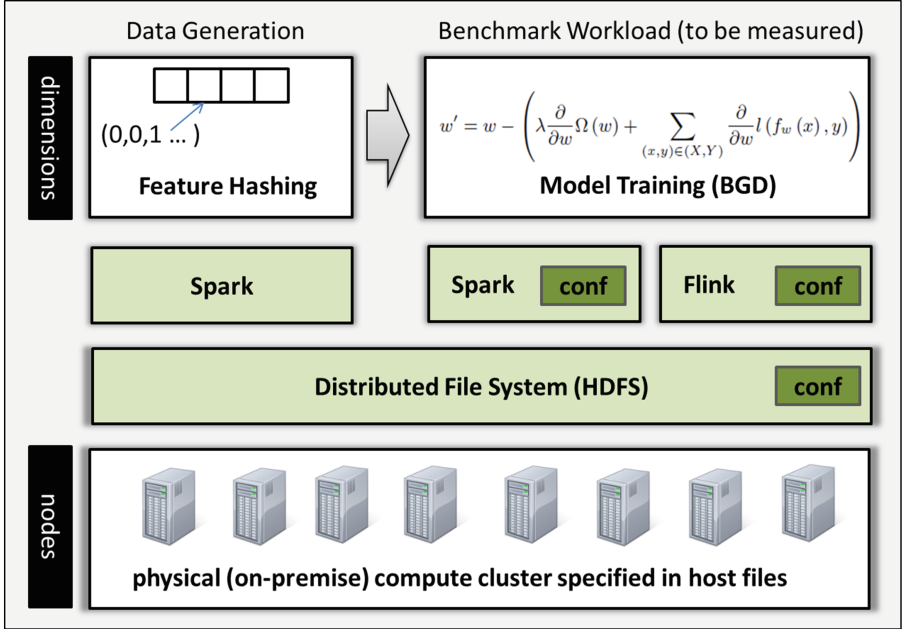 Data Generation
Benchmark Workload (to be measured)
dimensions
(0,0,1 ... )
Feature Hashing
w′ = w − (λ ∂/∂w Ω (w) + ∑_{(x,y)∈(X,Y)} ∂/∂w l (f_w (x) , y))
Model Training (BGD)
Spark
Spark
conf
Flink
conf
Distributed File System (HDFS)
conf
nodes
physical (on-premise) compute cluster specified in host files